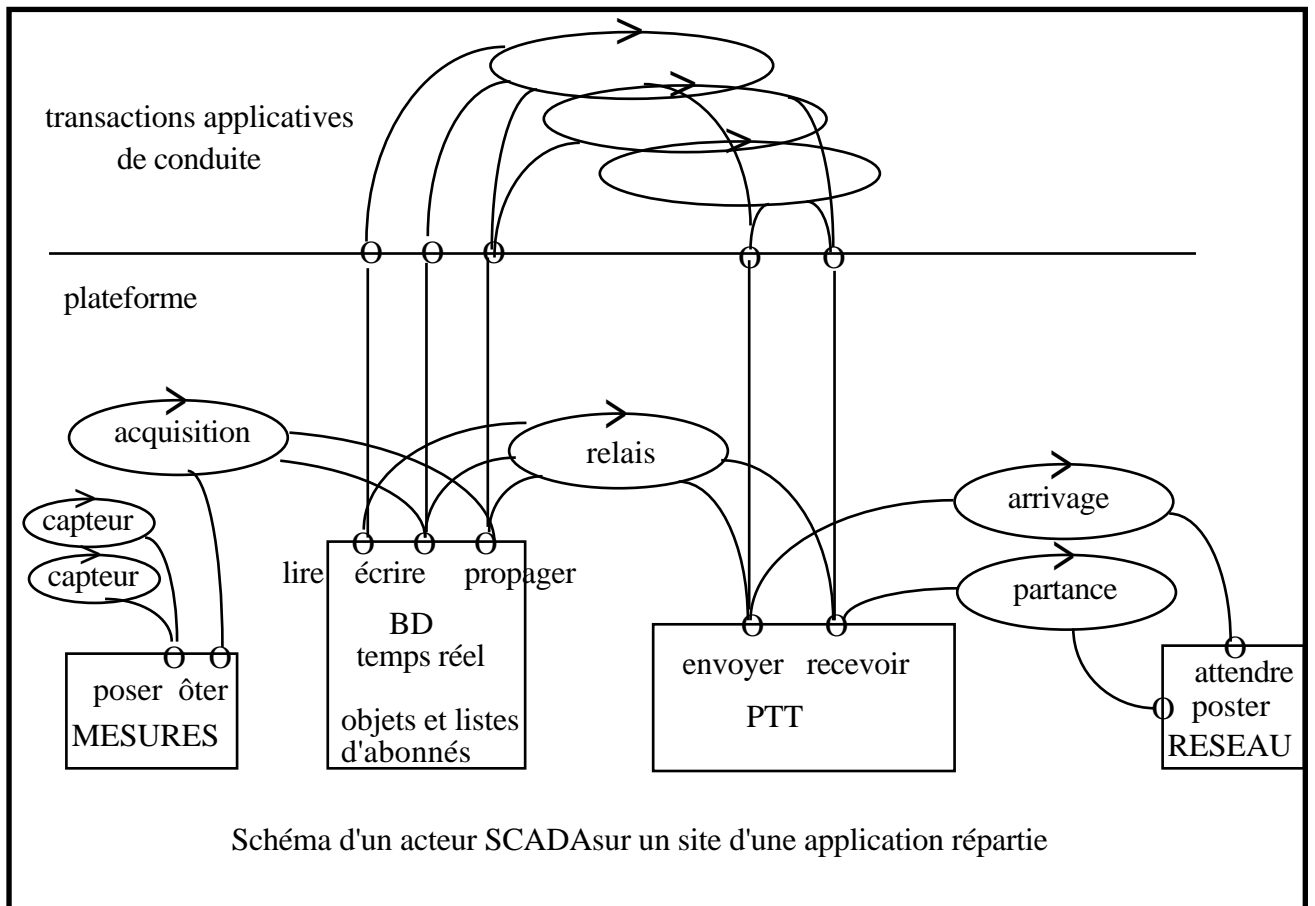 transactions applicatives
de conduite
plateforme
acquisition
relais
capteur
arrivage
capteur
lire écrire propager
partance
BD
temps réel
envoyer recevoir
attendre
poser ôter
poster
objets et listes
PTT
MESURES
d'abonnés
RESEAU
Schéma d'un acteur SCADAsur un site d'une application répartie